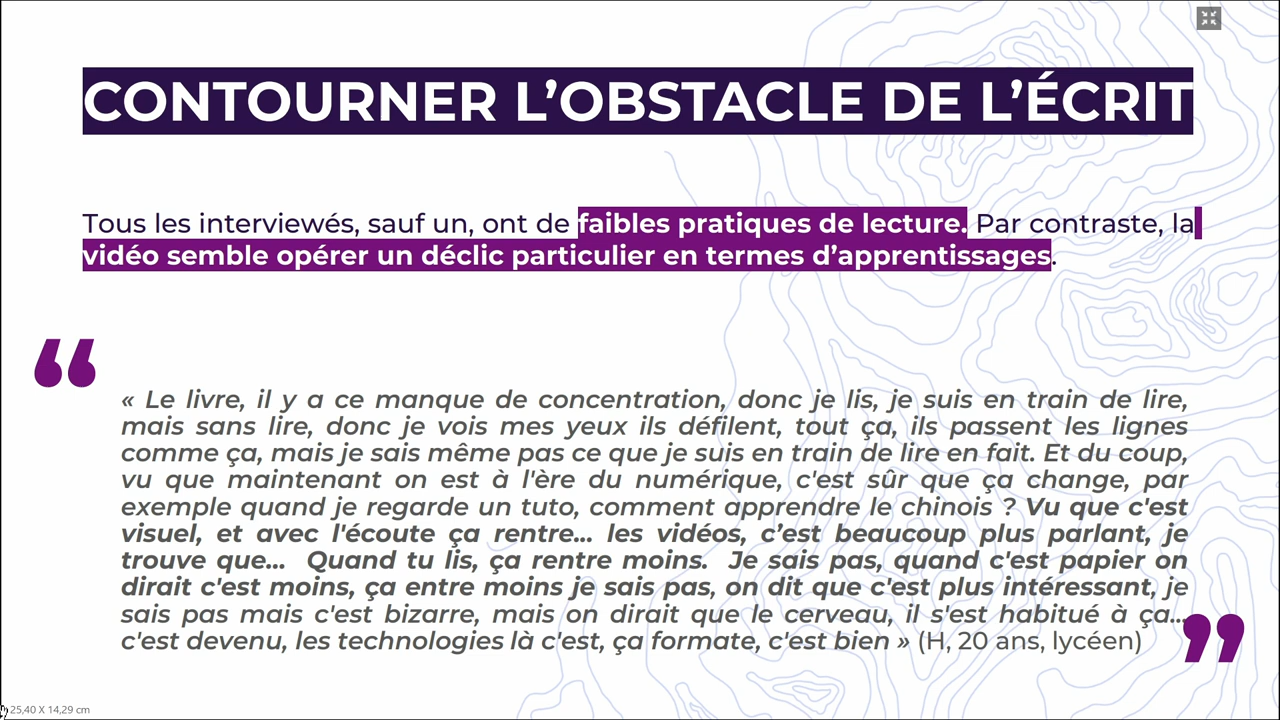 CONTOURNER L’OBSTACLE DE L’ÉCRIT
Tous les interviewés, sauf un, ont de faibles pratiques de lecture. Par contraste, la
vidéo semble opérer un déclic particulier en termes d’apprentissages.
“
« Le livre, il y a ce manque de concentration, donc je lis, je suis en train de lire,
mais sans lire, donc je vois mes yeux ils défilent, tout ça, ils passent les lignes
comme ça, mais je sais même pas ce que je suis en train de lire en fait. Et du coup,
vu que maintenant on est à l'ère du numérique, c'est sûr que ça change, par
exemple quand je regarde un tuto, comment apprendre le chinois ? Vu que c'est
visuel, et avec l'écoute ça rentre... les vidéos, c’est beaucoup plus parlant, je
trouve que... Quand tu lis, ça rentre moins. Je sais pas, quand c'est papier on
dirait c'est moins, ça entre moins je sais pas, on dit que c'est plus intéressant, je
sais pas mais c'est bizarre, mais on dirait que le cerveau, il s'est habitué à ça...
c'est devenu, les technologies là c'est, ça formate, c'est bien » (H, 20 ans, lycéen)
”
25,40 X 14,29 cm